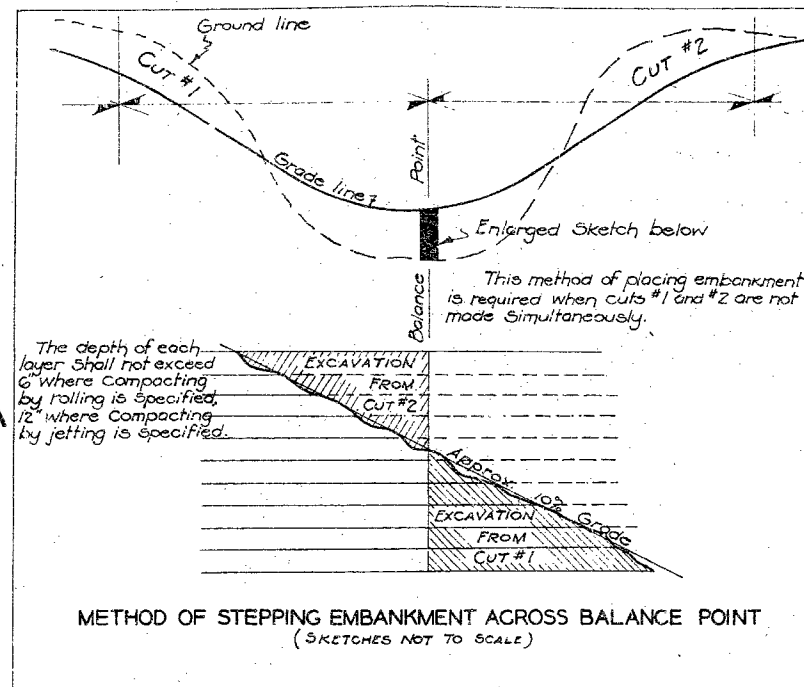 Ground line
CUT #1
CUT #2
Grade line
Point
Balance
Enlarged Sketch below
This method of placing embankment
is required when cuts #1 and #2 are not
made simultaneously.
The depth of each
layer shall not exceed
6" where Compacting
by rolling is specified,
12" where Compacting
by jetting is specified.
EXCAVATION
FROM
CUT #2
Approx. 10% Grade
EXCAVATION
FROM
CUT #1
METHOD OF STEPPING EMBANKMENT ACROSS BALANCE POINT
(SKETCHES NOT TO SCALE)